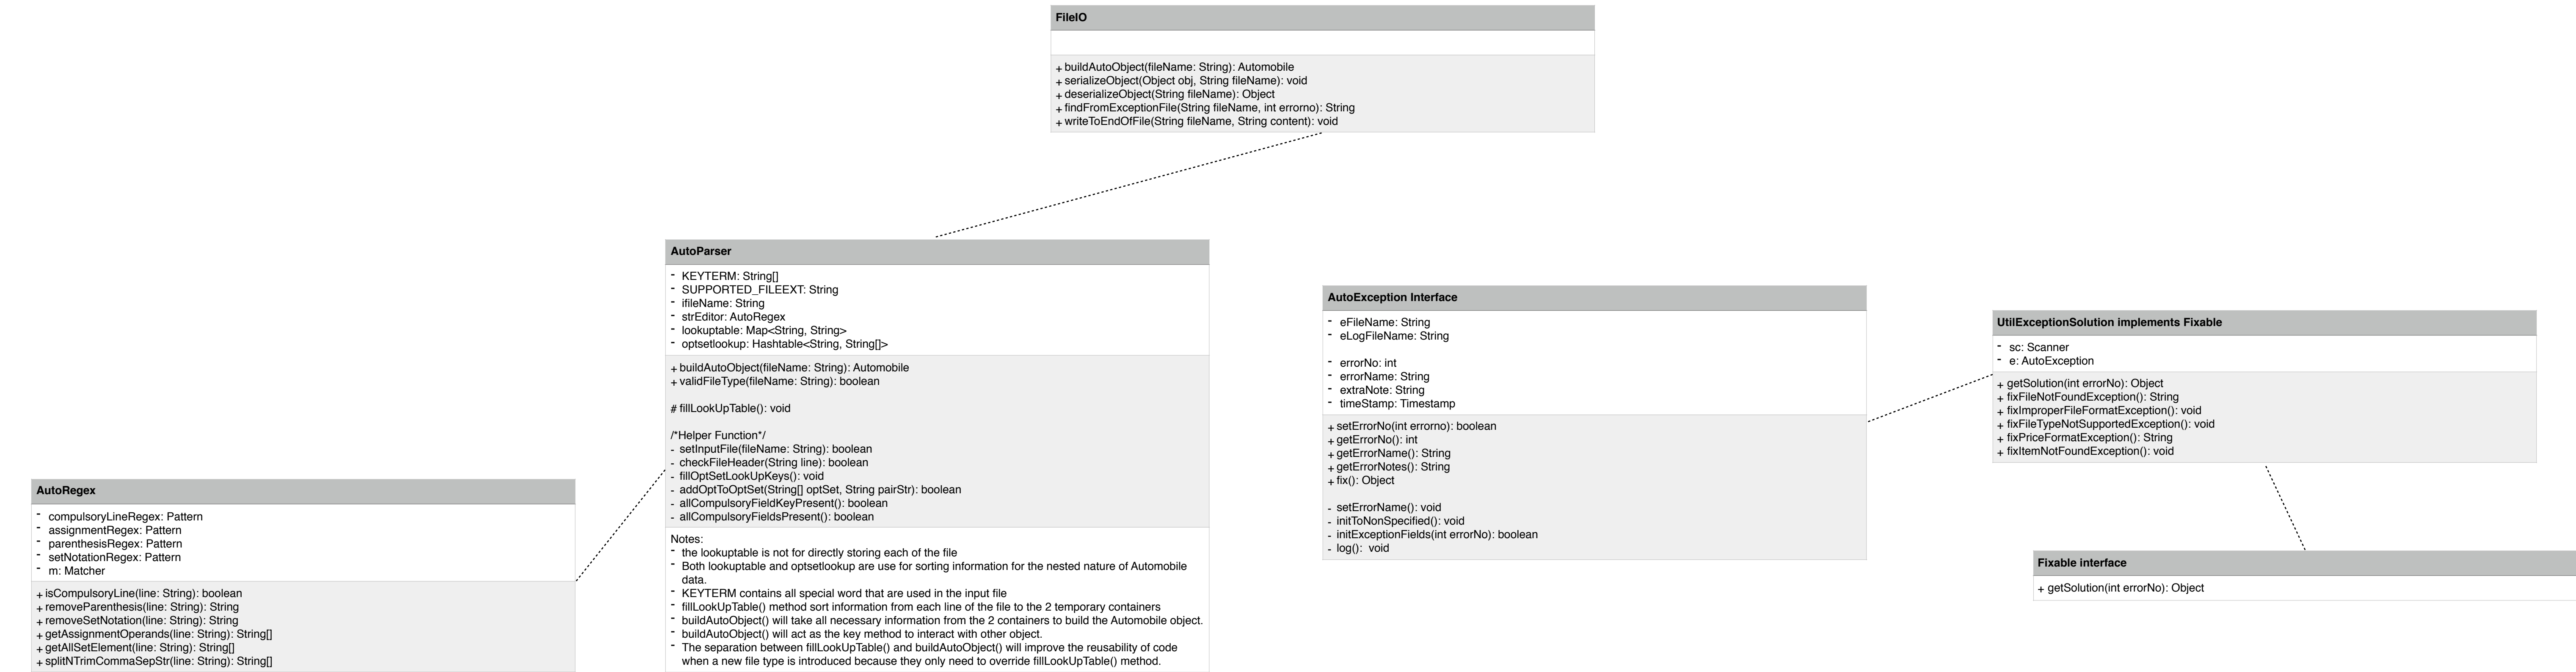 FileIO
+ buildAutoObject(fileName: String): Automobile
+ serializeObject(Object obj, String fileName): void
+ deserializeObject(String fileName): Object
+ findFromExceptionFile(String fileName, int errorno): String
+ writeToEndOfFile(String fileName, String content): void
AutoParser
- KEYTERM: String[]
- SUPPORTED_FILEEXT: String
- ifileName: String
- strEditor: AutoRegex
- lookuptable: Map<String, String>
- optsetlookup: Hashtable<String, String[]>
+ buildAutoObject(fileName: String): Automobile
+ validFileType(fileName: String): boolean
# fillLookUpTable(): void
/*Helper Function*/
- setInputFile(fileName: String): boolean
- checkFileHeader(String line): boolean
- fillOptSetLookUpKeys(): void
- addOptToOptSet(String[] optSet, String pairStr): boolean
- allCompulsoryFieldKeyPresent(): boolean
- allCompulsoryFieldsPresent(): boolean
Notes:
- the lookuptable is not for directly storing each of the file
- Both lookuptable and optsetlookup are use for sorting information for the nested nature of Automobile
data.
- KEYTERM contains all special word that are used in the input file
- fillLookUpTable() method sort information from each line of the file to the 2 temporary containers
- buildAutoObject() will take all necessary information from the 2 containers to build the Automobile object.
- buildAutoObject() will act as the key method to interact with other object.
- The separation between fillLookUpTable() and buildAutoObject() will improve the reusability of code
when a new file type is introduced because they only need to override fillLookUpTable() method.
AutoException Interface
- eFileName: String
- eLogFileName: String
- errorNo: int
- errorName: String
- extraNote: String
- timeStamp: Timestamp
+ setErrorNo(int errorno): boolean
+ getErrorNo(): int
+ getErrorName(): String
+ getErrorNotes(): String
+ fix(): Object
- setErrorName(): void
- initToNonSpecified(): void
- initExceptionFields(int errorNo): boolean
- log(): void
UtilExceptionSolution implements Fixable
- sc: Scanner
- e: AutoException
+ getSolution(int errorNo): Object
+ fixFileNotFoundException(): String
+ fixImproperFileFormatException(): void
+ fixFileTypeNotSupportedException(): void
+ fixPriceFormatException(): String
+ fixItemNotFoundException(): void
AutoRegex
- compulsoryLineRegex: Pattern
- assignmentRegex: Pattern
- parenthesisRegex: Pattern
- setNotationRegex: Pattern
- m: Matcher
+ isCompulsoryLine(line: String): boolean
+ removeParenthesis(line: String): String
+ removeSetNotation(line: String): String
+ getAssignmentOperands(line: String): String[]
+ getAllSetElement(line: String): String[]
+ splitNTrimCommaSepStr(line: String): String[]
Fixable interface
+ getSolution(int errorNo): Object